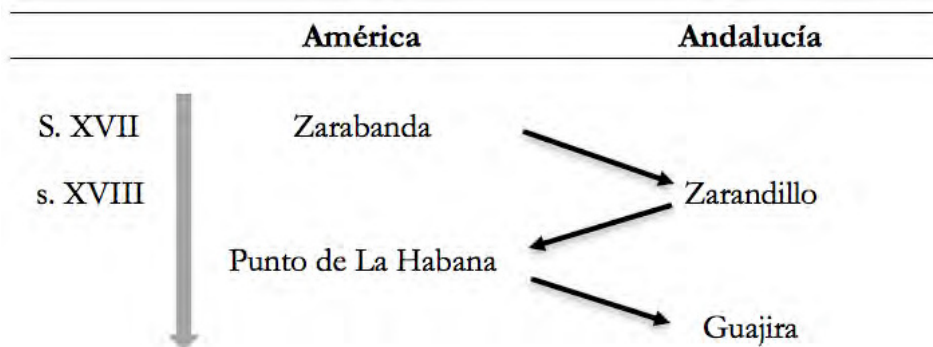 América Andalucía
S. XVII Zarabanda
s. XVIII Zarandillo
Punto de La Habana
Guajira